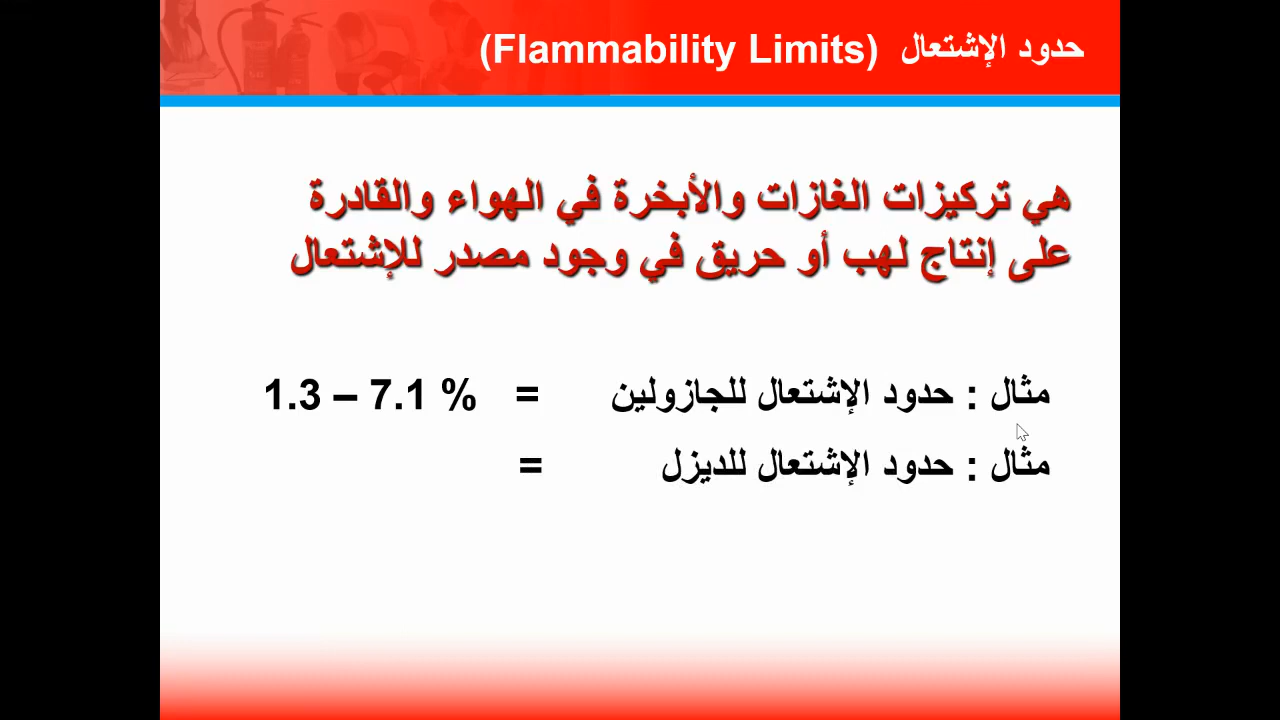 حدود الإشتعال (Flammability Limits)
هي تركيزات الغازات والأبخرة في الهواء والقادرة
على إنتاج لهب أو حريق في وجود مصدر للإشتعال
مثال : حدود الإشتعال للجازولين = 1.3 – 7.1 %
مثال : حدود الإشتعال للديزل =